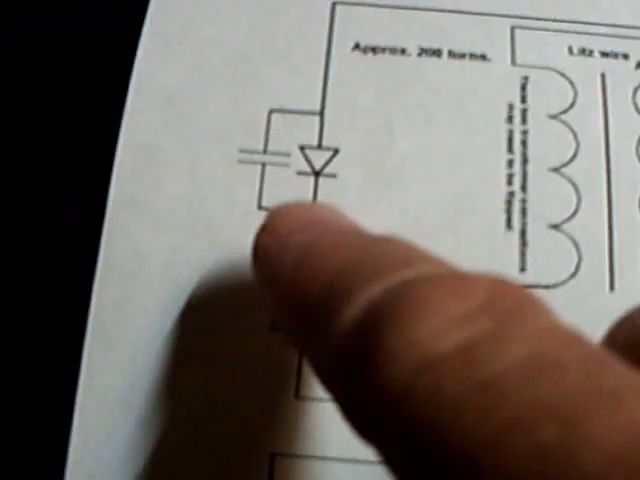 Approx. 200 turns.
Litz wire
These two transformer connections
may need to be flipped